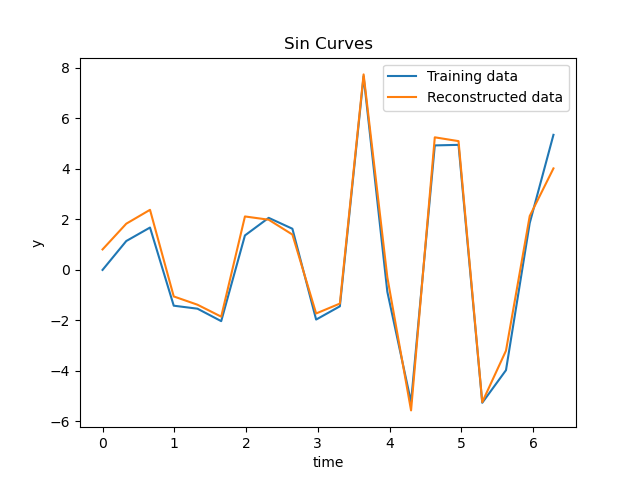 Sin Curves
Training data
Reconstructed data
y
8
6
4
2
0
−2
−4
−6
0 1 2 3 4 5 6
time